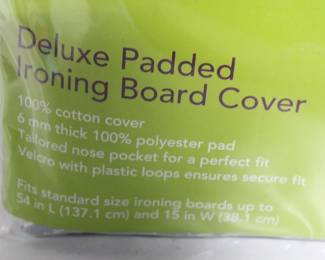 Deluxe Padded
Ironing Board Cover
100% cotton cover
6 mm thick 100% polyester pad
Tailored nose pocket for a perfect fit
Velcro with plastic loops ensures secure fit
Fits standard size ironing boards up to
54 in L (137.1 cm) and 15 in W (38.1 cm)